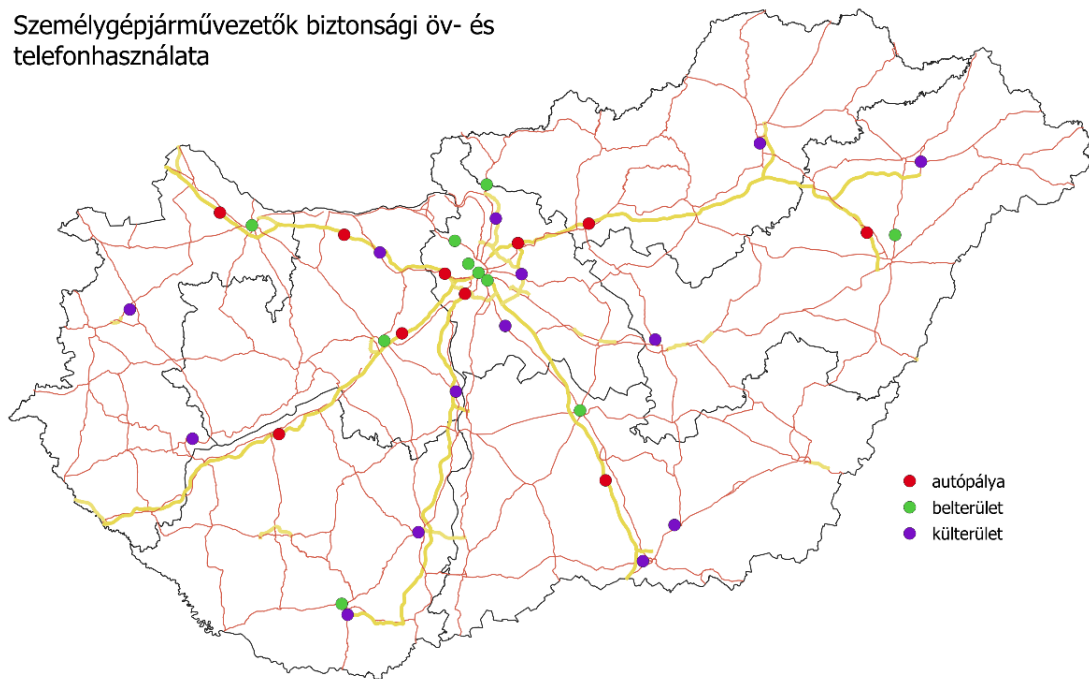 Személygépjárművezetők biztonsági öv- és
telefonhasználata
autópálya
belterület
külterület